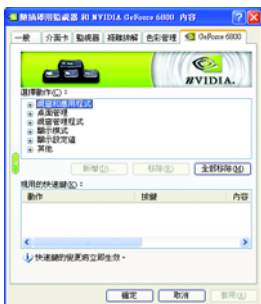 隨插即用監視器 和 NVIDIA GeForce 6800 內容
一般 介面卡 監視器 疑難排解 色彩管理 GeForce 6800
NVIDIA.
選擇動作(C)：
視窗和應用程式
桌面管理
視窗管理程式
顯示模式
顯示設定值
其他
新增(D)... 移除(R) 全部移除(M)
現用的快速鍵(K)：
動作 按鍵 內容
快速鍵的變更將立即生效。
確定 取消 套用(A)